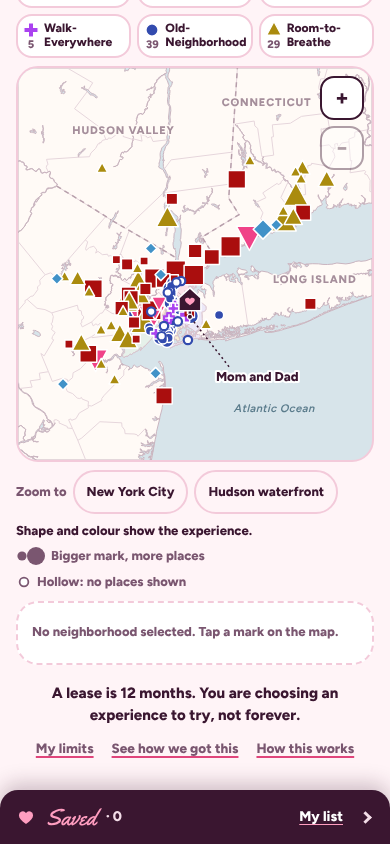 Walk-
Everywhere
5
Old-
Neighborhood
39
Room-to-
Breathe
29
CONNECTICUT
HUDSON VALLEY
+
−
LONG ISLAND
Mom and Dad
Atlantic Ocean
Zoom to
New York City
Hudson waterfront
Shape and colour show the experience.
Bigger mark, more places
Hollow: no places shown
No neighborhood selected. Tap a mark on the map.
A lease is 12 months. You are choosing an
experience to try, not forever.
My limits
See how we got this
How this works
Saved · 0
My list